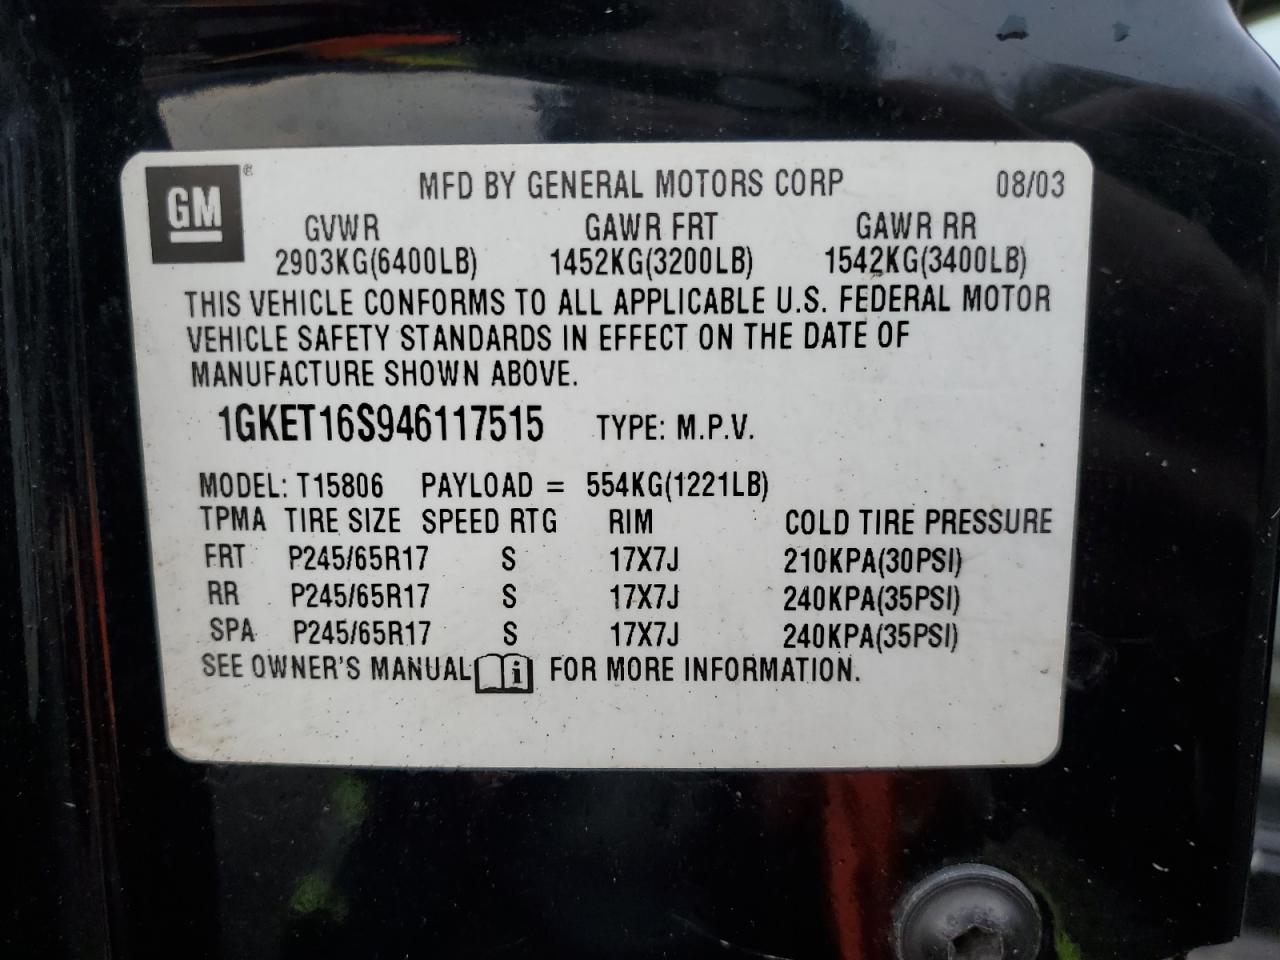 GM® MFD BY GENERAL MOTORS CORP 08/03
GVWR GAWR FRT GAWR RR
2903KG(6400LB) 1452KG(3200LB) 1542KG(3400LB)
THIS VEHICLE CONFORMS TO ALL APPLICABLE U.S. FEDERAL MOTOR
VEHICLE SAFETY STANDARDS IN EFFECT ON THE DATE OF
MANUFACTURE SHOWN ABOVE.
1GKET16S946117515 TYPE: M.P.V.
MODEL: T15806 PAYLOAD = 554KG(1221LB)
TPMA TIRE SIZE SPEED RTG RIM COLD TIRE PRESSURE
FRT P245/65R17 S 17X7J 210KPA(30PSI)
RR P245/65R17 S 17X7J 240KPA(35PSI)
SPA P245/65R17 S 17X7J 240KPA(35PSI)
SEE OWNER'S MANUAL i FOR MORE INFORMATION.